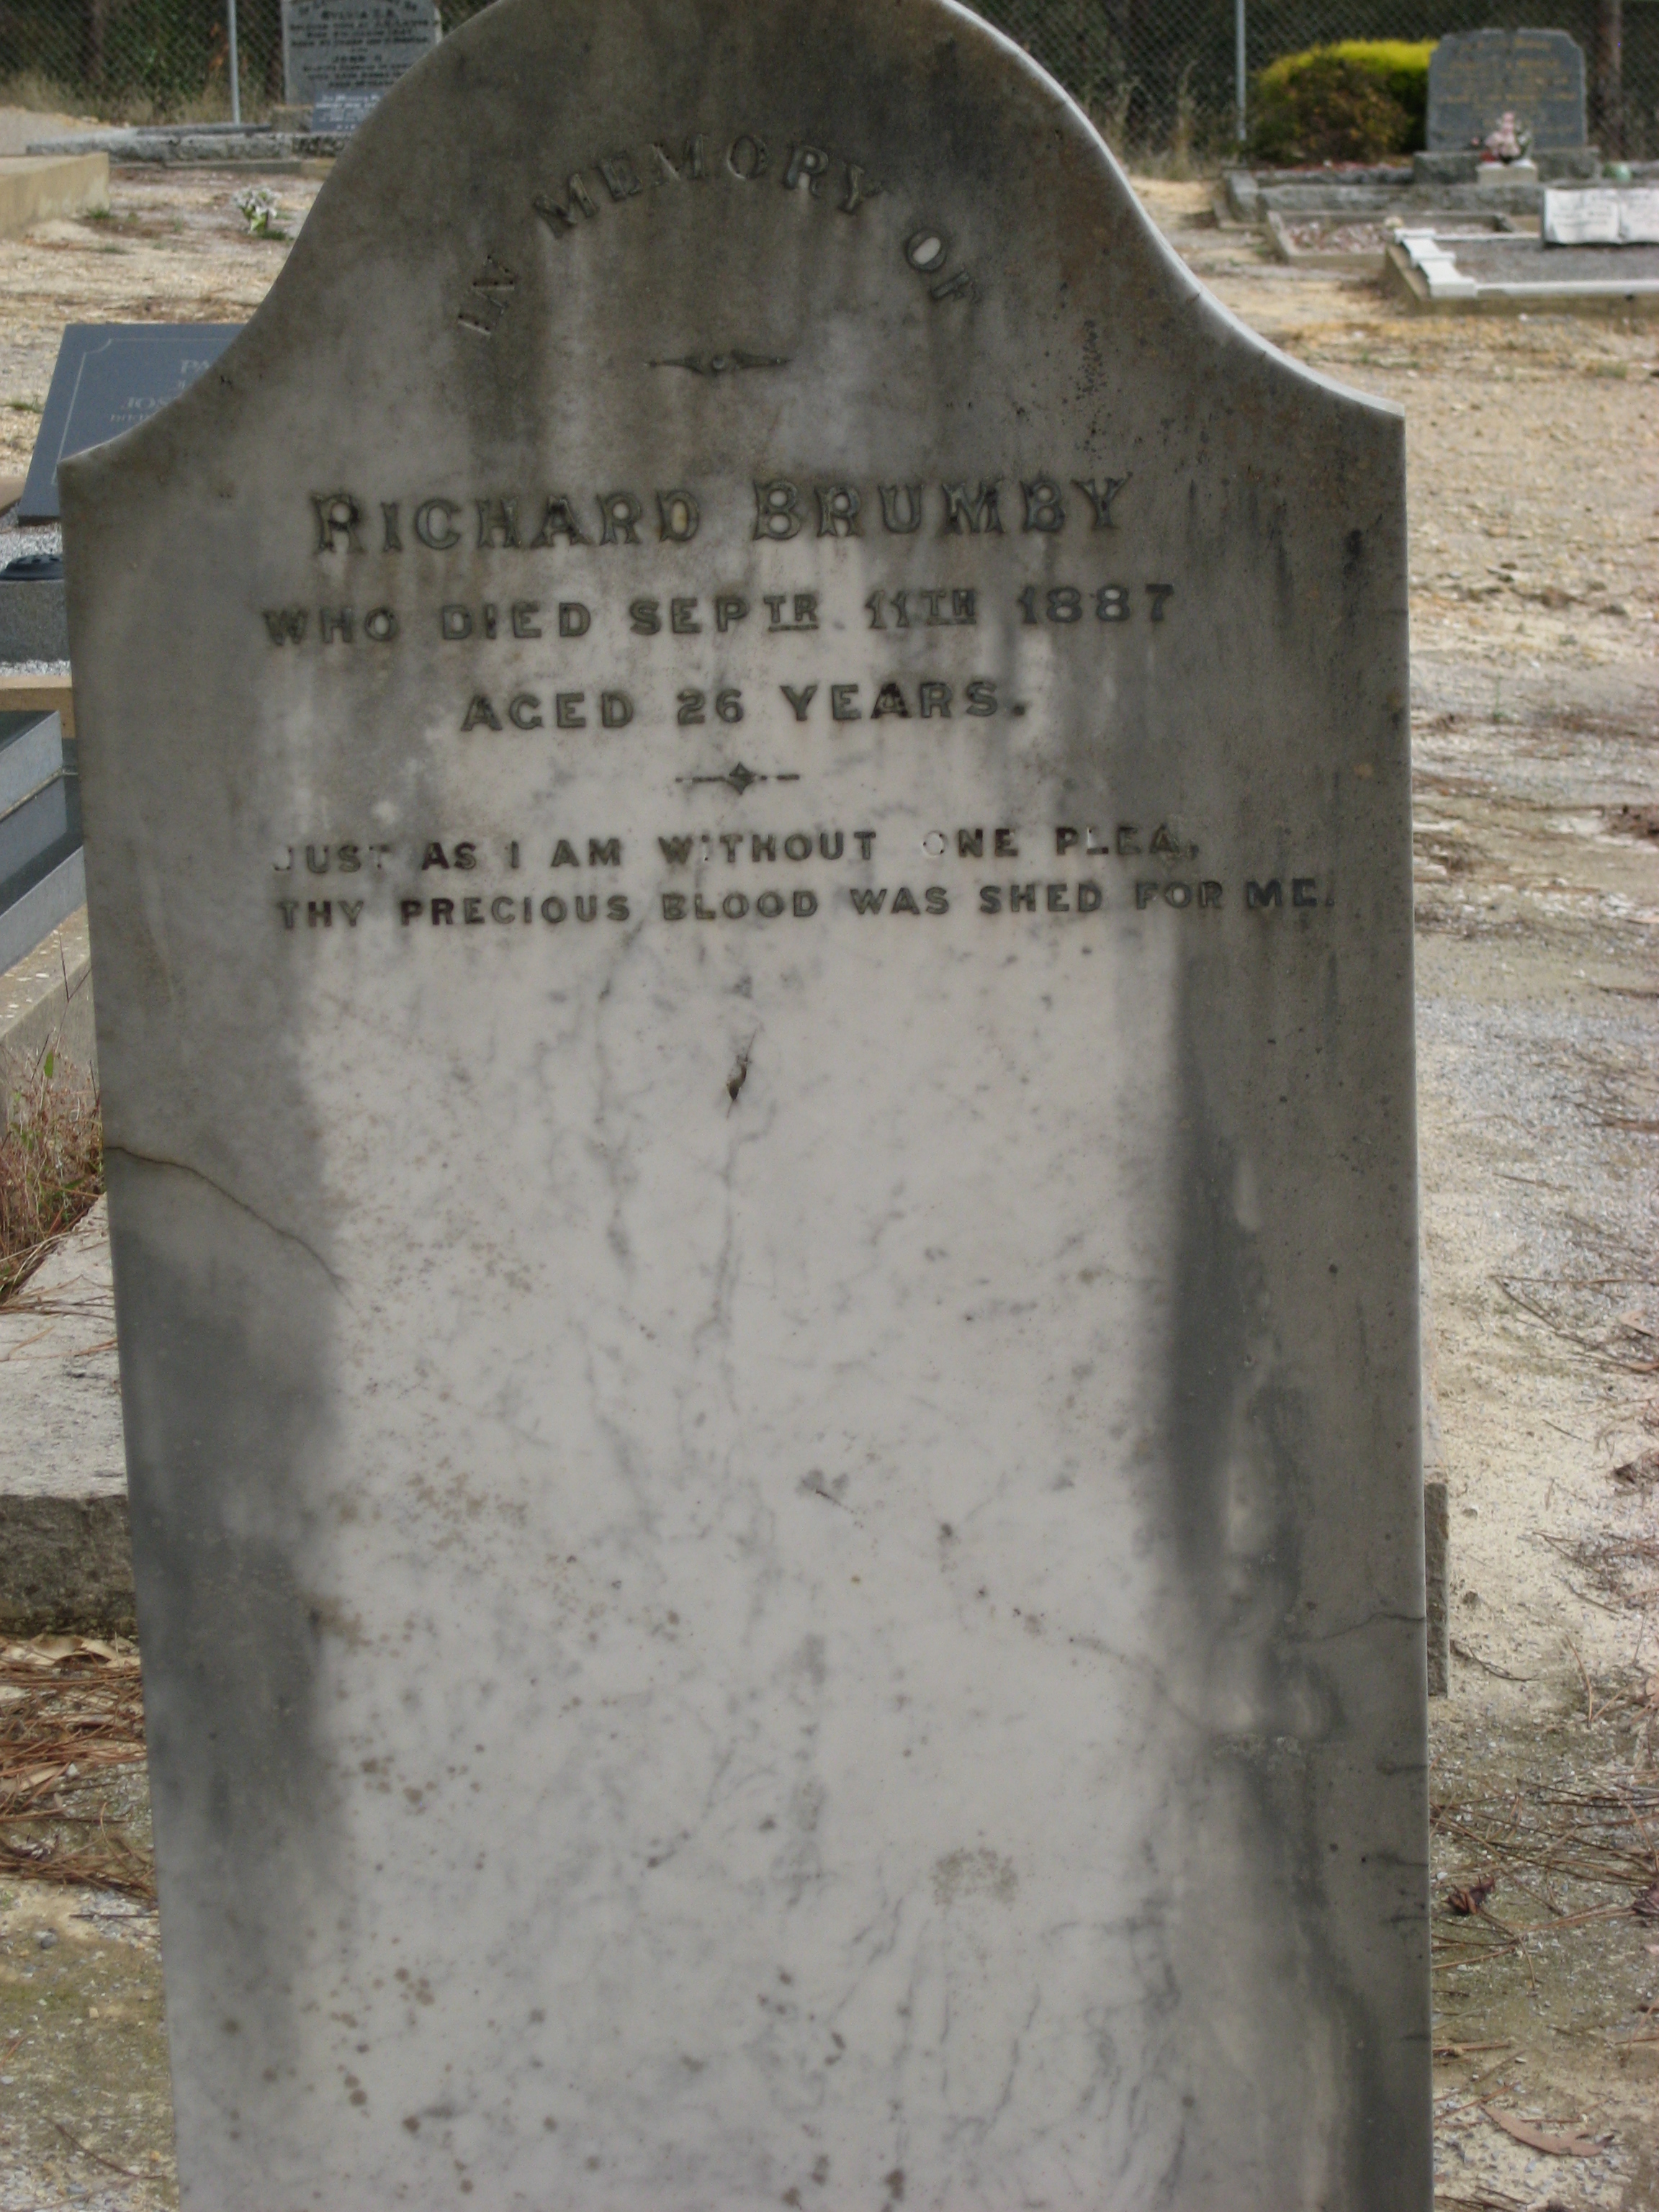 IN MEMORY OF
RICHARD BRUMBY
WHO DIED SEPTR. 11TH 1887
AGED 26 YEARS.
JUST AS I AM WITHOUT ONE PLEA,
THY PRECIOUS BLOOD WAS SHED FOR ME.